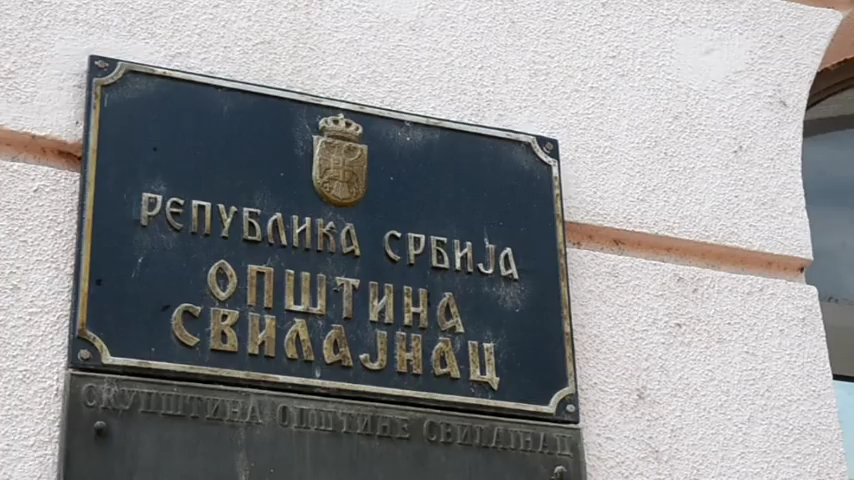 РЕПУБЛИКА СРБИЈА
ОПШТИНА
СВИЛАЈНАЦ
СКУПШТИНА ОПШТИНЕ СВИЛАЈНАЦ